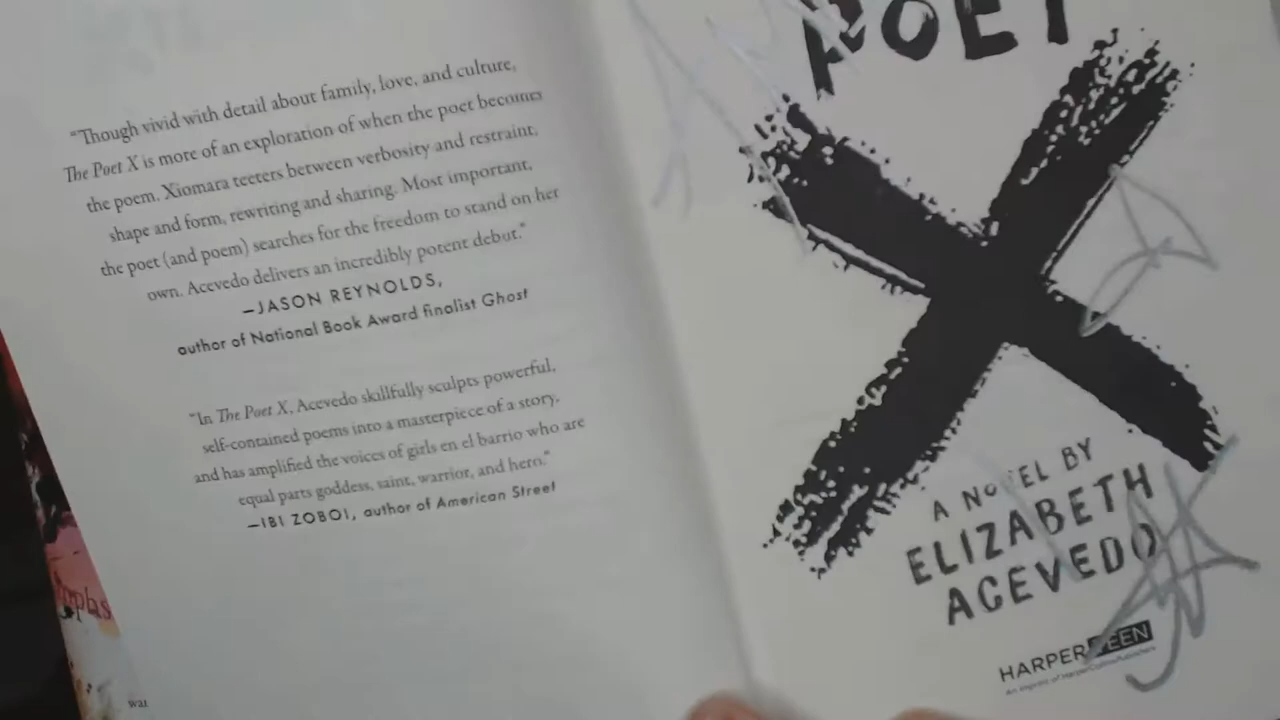 "Though vivid with detail about family, love, and culture,
The Poet X is more of an exploration of when the poet becomes
the poem. Xiomara teeters between verbosity and restraint,
shape and form, rewriting and sharing. Most important,
the poet (and poem) searches for the freedom to stand on her
own. Acevedo delivers an incredibly potent debut."
—JASON REYNOLDS,
author of National Book Award finalist Ghost
"In The Poet X, Acevedo skillfully sculpts powerful,
self-contained poems into a masterpiece of a story,
and has amplified the voices of girls en el barrio who are
equal parts goddess, saint, warrior, and hero."
—IBI ZOBOI, author of American Street
POET
X
A NOVEL BY
ELIZABETH
ACEVEDO
HARPERTEEN
An Imprint of HarperCollinsPublishers